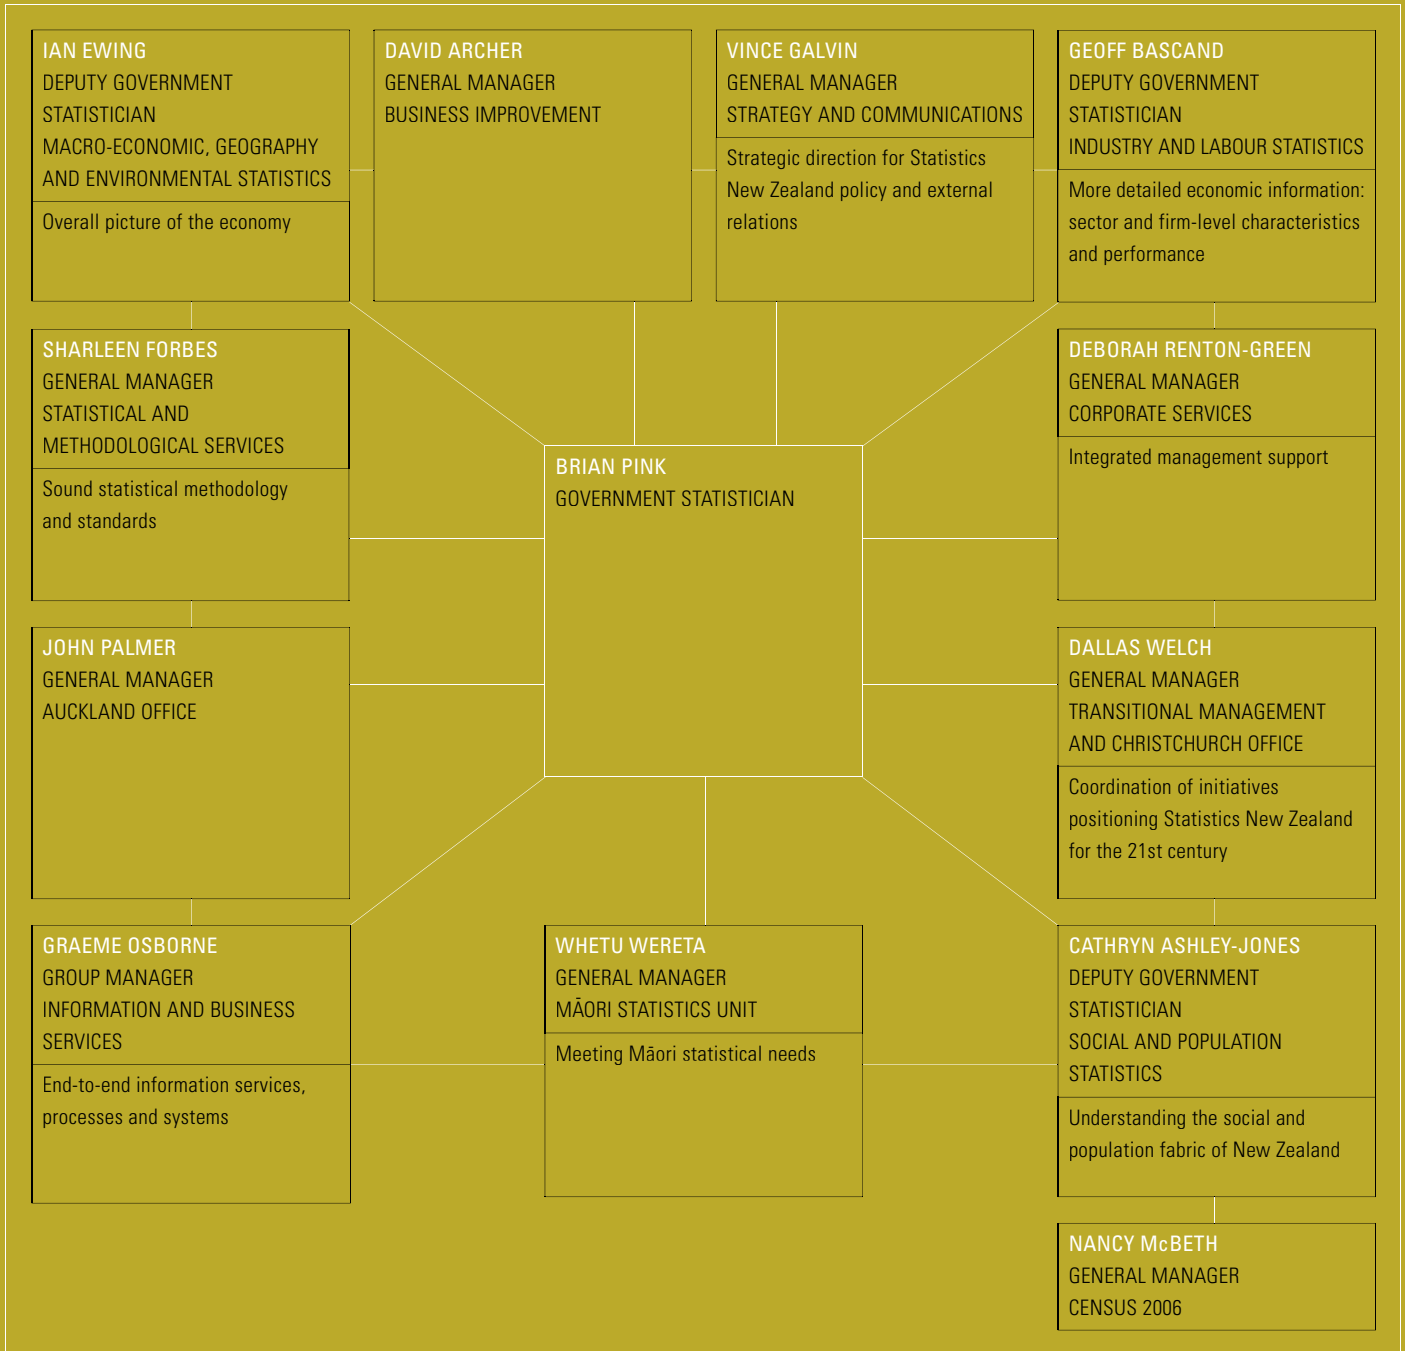 IAN EWING
DEPUTY GOVERNMENT
STATISTICIAN
MACRO-ECONOMIC, GEOGRAPHY
AND ENVIRONMENTAL STATISTICS
Overall picture of the economy
DAVID ARCHER
GENERAL MANAGER
BUSINESS IMPROVEMENT
VINCE GALVIN
GENERAL MANAGER
STRATEGY AND COMMUNICATIONS
Strategic direction for Statistics
New Zealand policy and external
relations
GEOFF BASCAND
DEPUTY GOVERNMENT
STATISTICIAN
INDUSTRY AND LABOUR STATISTICS
More detailed economic information:
sector and firm-level characteristics
and performance
SHARLEEN FORBES
GENERAL MANAGER
STATISTICAL AND
METHODOLOGICAL SERVICES
Sound statistical methodology
and standards
BRIAN PINK
GOVERNMENT STATISTICIAN
DEBORAH RENTON-GREEN
GENERAL MANAGER
CORPORATE SERVICES
Integrated management support
JOHN PALMER
GENERAL MANAGER
AUCKLAND OFFICE
DALLAS WELCH
GENERAL MANAGER
TRANSITIONAL MANAGEMENT
AND CHRISTCHURCH OFFICE
Coordination of initiatives
positioning Statistics New Zealand
for the 21st century
GRAEME OSBORNE
GROUP MANAGER
INFORMATION AND BUSINESS
SERVICES
End-to-end information services,
processes and systems
WHETU WERETA
GENERAL MANAGER
MĀORI STATISTICS UNIT
Meeting Māori statistical needs
CATHRYN ASHLEY-JONES
DEPUTY GOVERNMENT
STATISTICIAN
SOCIAL AND POPULATION
STATISTICS
Understanding the social and
population fabric of New Zealand
NANCY McBETH
GENERAL MANAGER
CENSUS 2006